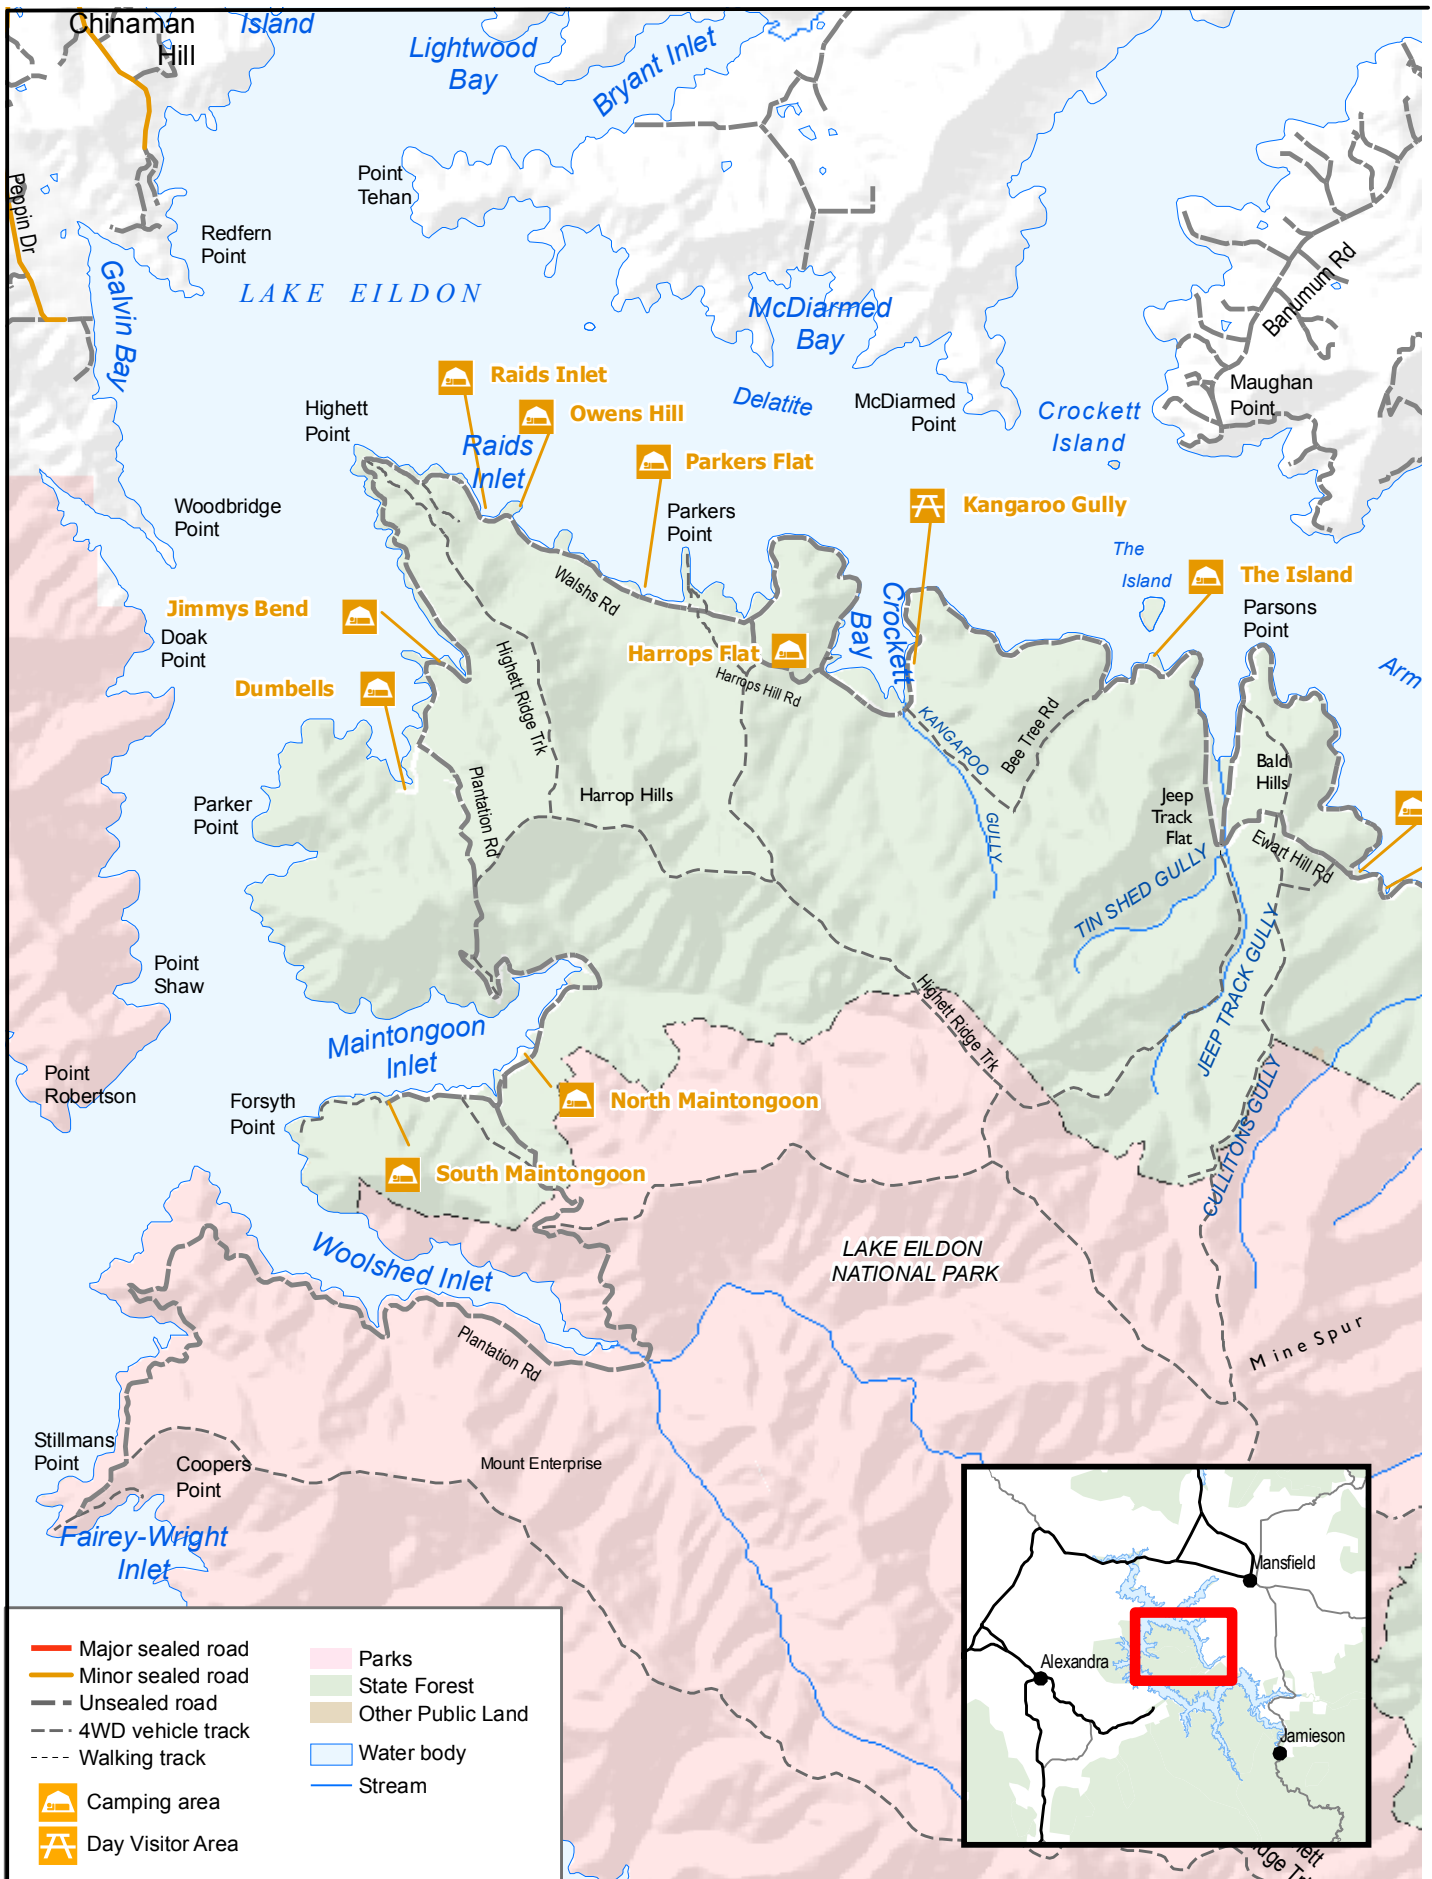 Chinaman
Hill
Island
Lightwood
Bay
Bryant Inlet
Point
Tehan
Peppin Dr
Redfern
Point
Galvin Bay
LAKE EILDON
McDiarmed
Bay
Banumum Rd
Raids Inlet
Owens Hill
Highett
Point
Raids
Inlet
Delatite
McDiarmed
Point
Crockett
Island
Maughan
Point
Parkers Flat
Woodbridge
Point
Parkers
Point
Kangaroo Gully
The
Island
The Island
Parsons
Point
Walshs Rd
Jimmys Bend
Doak
Point
Crockett
Bay
Harrops Flat
Harrops Hill Rd
Arm
Dumbells
Highett Ridge Trk
KANGAROO
GULLY
Bee Tree Rd
Bald
Hills
Parker
Point
Plantation Rd
Harrop Hills
Jeep
Track
Flat
Ewart Hill Rd
TIN SHED GULLY
JEEP TRACK GULLY
Point
Shaw
Highett Ridge Trk
Maintongoon
Inlet
Point
Robertson
Forsyth
Point
North Maintongoon
CULLITONS GULLY
South Maintongoon
Woolshed Inlet
LAKE EILDON
NATIONAL PARK
Plantation Rd
Mine Spur
Stillmans
Point
Coopers
Point
Mount Enterprise
Fairey-Wright
Inlet
Mansfield
Alexandra
Jamieson
Major sealed road
Minor sealed road
Unsealed road
4WD vehicle track
Walking track
Camping area
Day Visitor Area
Parks
State Forest
Other Public Land
Water body
Stream